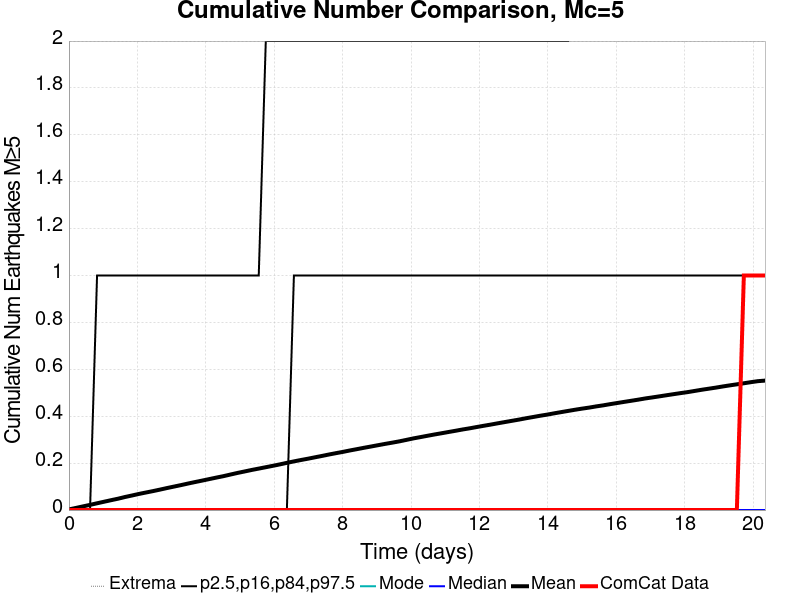 Cumulative Number Comparison, Mc=5
Cumulative Num Earthquakes M≥5
2
1.8
1.6
1.4
1.2
1
0.8
0.6
0.4
0.2
0
0 2 4 6 8 10 12 14 16 18 20
Time (days)
Extrema p2.5,p16,p84,p97.5 Mode Median Mean ComCat Data